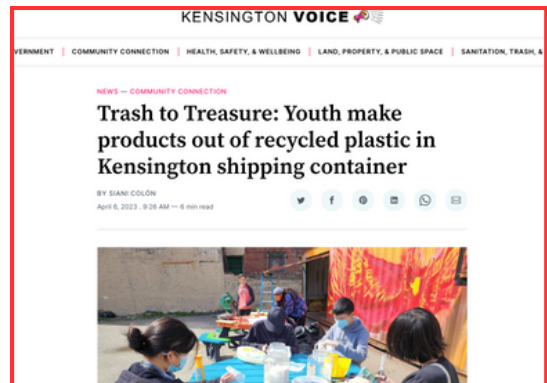 KENSINGTON VOICE
VERNMENT | COMMUNITY CONNECTION | HEALTH, SAFETY, & WELLBEING | LAND, PROPERTY, & PUBLIC SPACE | SANITATION, TRASH, &
NEWS — COMMUNITY CONNECTION
Trash to Treasure: Youth make
products out of recycled plastic in
Kensington shipping container
BY SIANI COLÓN
April 6, 2023 . 9:26 AM — 6 min read